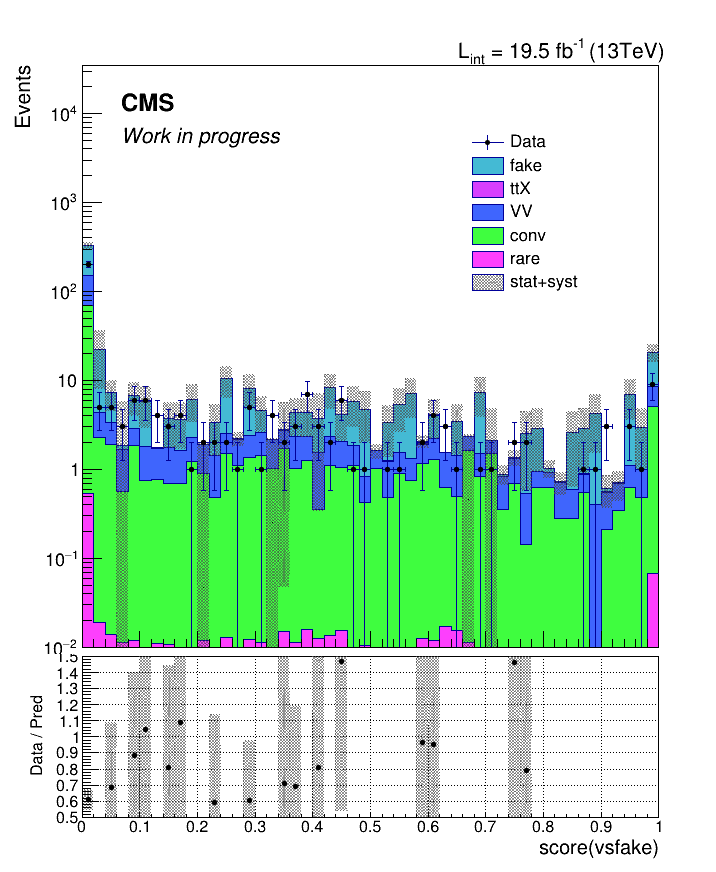 L_int = 19.5 fb^-1 (13TeV)
Events
CMS
Work in progress
Data
fake
ttX
VV
conv
rare
stat+syst
10^4
10^3
10^2
10
1
10^−1
10^−2
Data / Pred
1.5
1.4
1.3
1.2
1.1
1
0.9
0.8
0.7
0.6
0.5
0 0.1 0.2 0.3 0.4 0.5 0.6 0.7 0.8 0.9 1
score(vsfake)